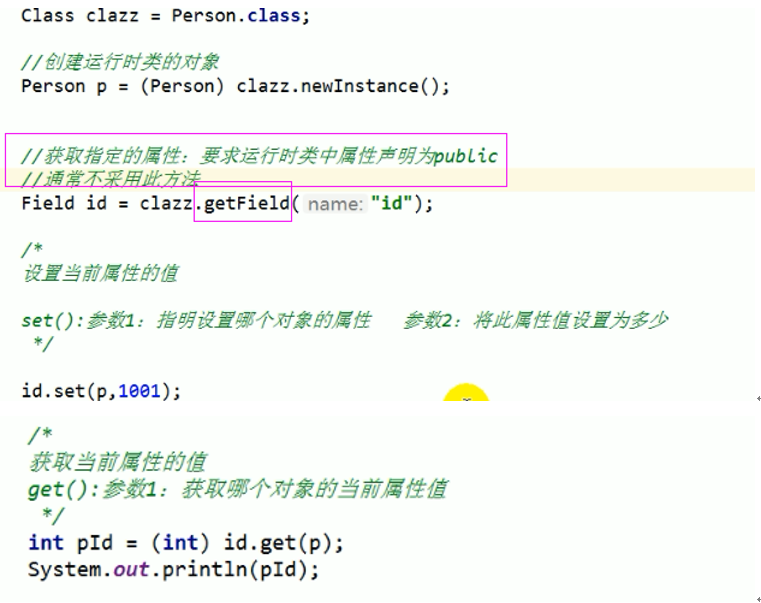 Class clazz = Person.class;
//创建运行时类的对象
Person p = (Person) clazz.newInstance();
//获取指定的属性：要求运行时类中属性声明为public
//通常不采用此方法
Field id = clazz.getField( name: "id");
/*
设置当前属性的值
set():参数1：指明设置哪个对象的属性   参数2：将此属性值设置为多少
*/
id.set(p,1001);
/*
获取当前属性的值
get():参数1：获取哪个对象的当前属性值
*/
int pId = (int) id.get(p);
System.out.println(pId);